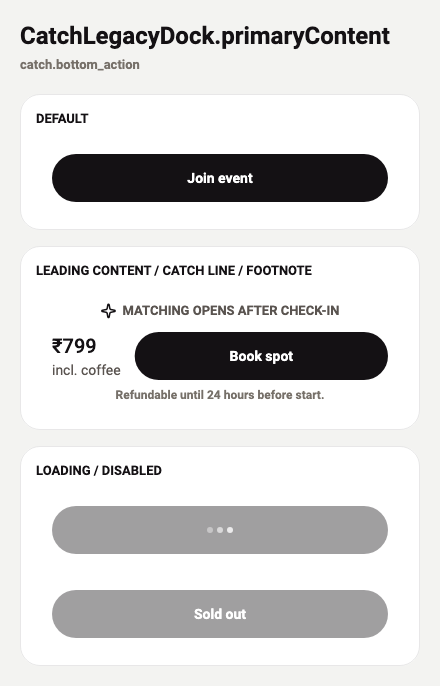 CatchLegacyDock.primaryContent
catch.bottom_action
DEFAULT
Join event
LEADING CONTENT / CATCH LINE / FOOTNOTE
MATCHING OPENS AFTER CHECK-IN
₹799
incl. coffee
Book spot
Refundable until 24 hours before start.
LOADING / DISABLED
Sold out